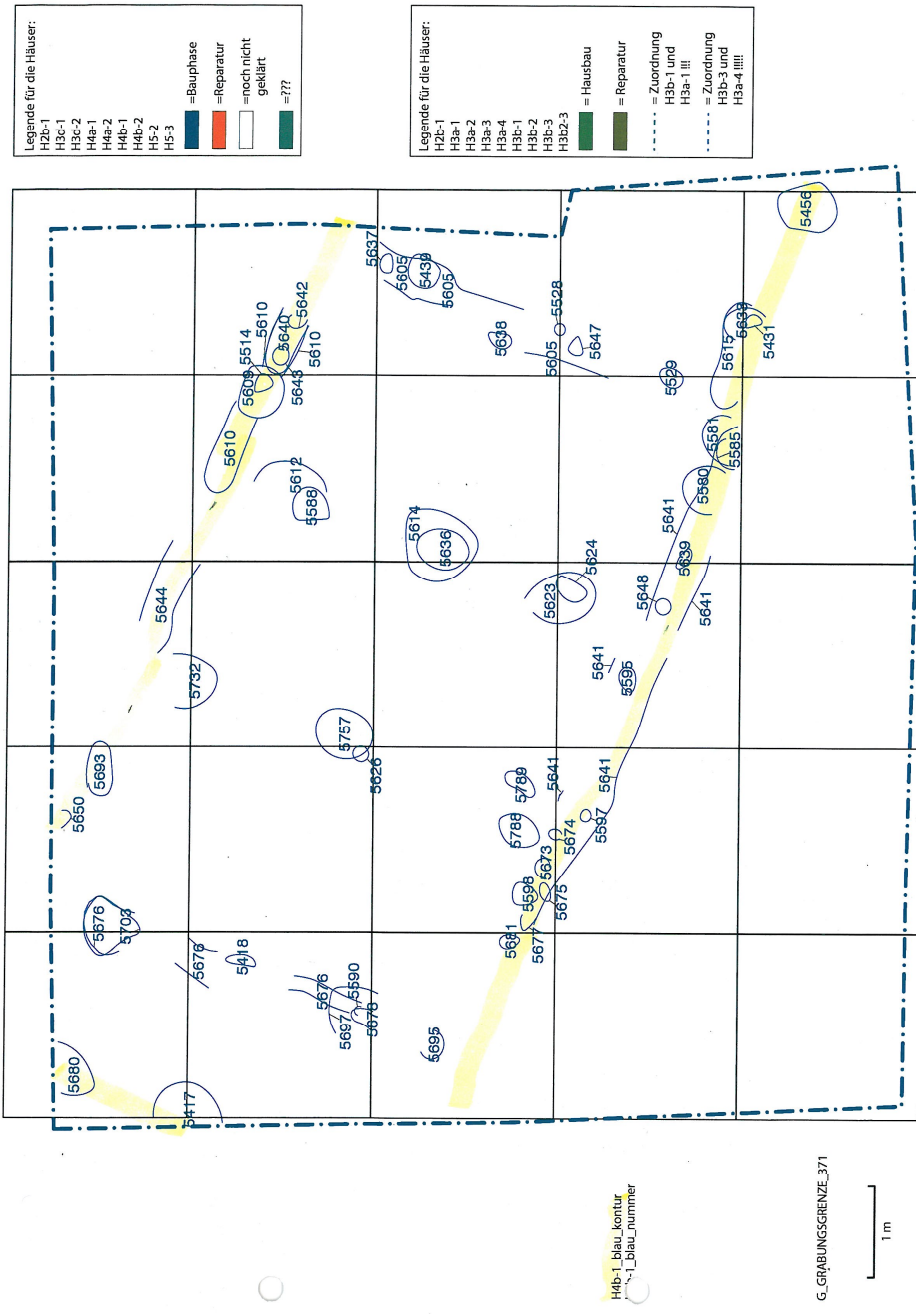 Legende für die Häuser:
H2b-1
H3c-1
H3c-2
H4a-1
H4a-2
H4b-1
H4b-2
H5-2
H5-3
=Bauphase
=Reparatur
=noch nicht
geklärt
=???
Legende für die Häuser:
H2b-1
H3a-1
H3a-2
H3a-3
H3a-4
H3b-1
H3b-2
H3b-3
H3b2-3
= Hausbau
= Reparatur
= Zuordnung
H3b-1 und
H3a-1 !!!
= Zuordnung
H3b-3 und
H3a-4 !!!!!
5680
5417
5676
5703
5650
5693
5732
5644
5610
5609
5514
5610
5640
5642
5610
5643
5612
5588
5676
5418
5676
5590
5697
5678
5757
5626
5614
5636
5637
5605
5439
5605
5638
5528
5605
5647
5695
5681
5677
5598
5673
5675
5674
5788
5789
5641
5597
5641
5641
5595
5623
5624
5648
5641
5639
5641
5529
5580
5581
5585
5615
5633
5431
5456
H4b-1_blau_kontur
-1_blau_nummer
G_GRABUNGSGRENZE_371
1 m